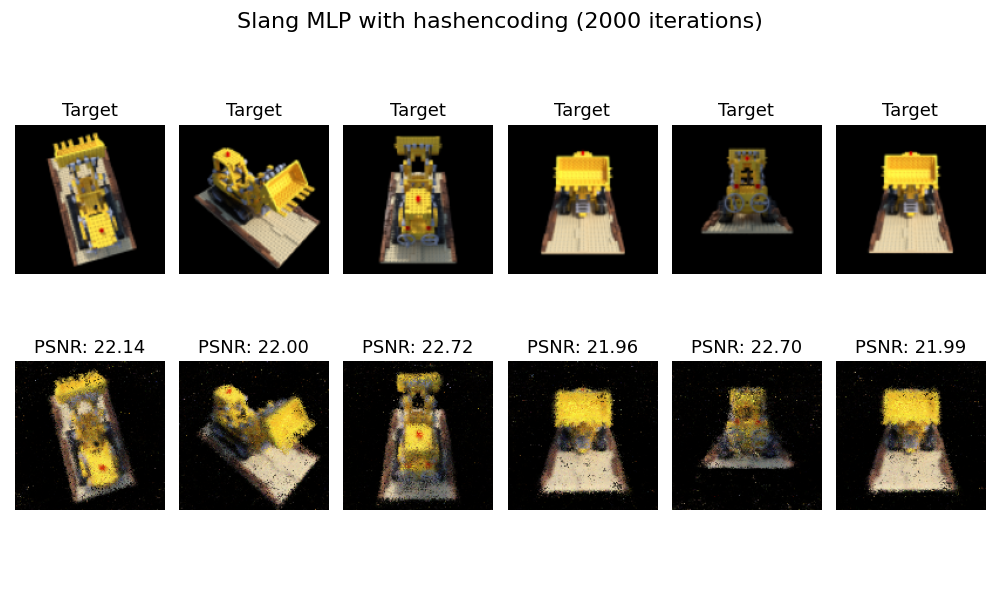 Slang MLP with hashencoding (2000 iterations)
Target Target Target Target Target Target
PSNR: 22.14 PSNR: 22.00 PSNR: 22.72 PSNR: 21.96 PSNR: 22.70 PSNR: 21.99